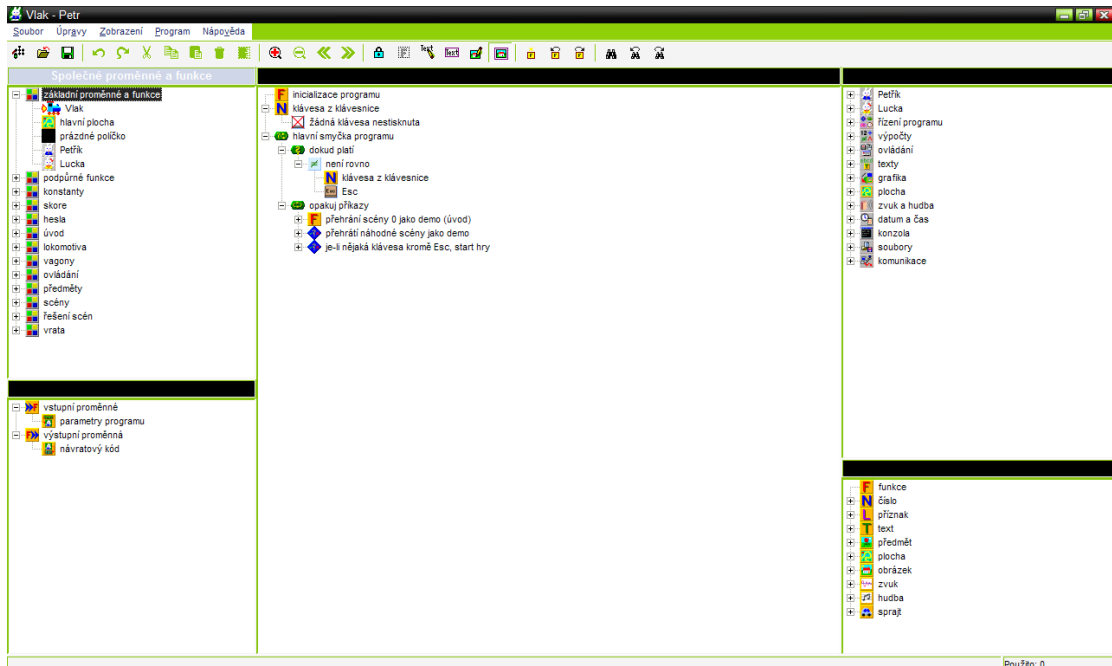 Vlak - Petr
Soubor Úpravy Zobrazení Program Nápověda
Společné proměnné a funkce
základní proměnné a funkce
Vlak
hlavní plocha
prázdné políčko
Petřík
Lucka
podpůrné funkce
konstanty
skore
hesla
úvod
lokomotiva
vagony
ovládání
předměty
scény
řešení scén
vrata
vstupní proměnné
parametry programu
výstupní proměnná
návratový kód
inicializace programu
klávesa z klávesnice
žádná klávesa nestisknuta
hlavní smyčka programu
dokud platí
není rovno
klávesa z klávesnice
Esc
opakuj příkazy
přehrání scény 0 jako demo (úvod)
přehrátí náhodné scény jako demo
je-li nějaká klávesa kromě Esc, start hry
Petřík
Lucka
řízení programu
výpočty
ovládání
texty
grafika
plocha
zvuk a hudba
datum a čas
konzola
soubory
komunikace
funkce
číslo
příznak
text
předmět
plocha
obrázek
zvuk
hudba
sprajt
Použito: 0